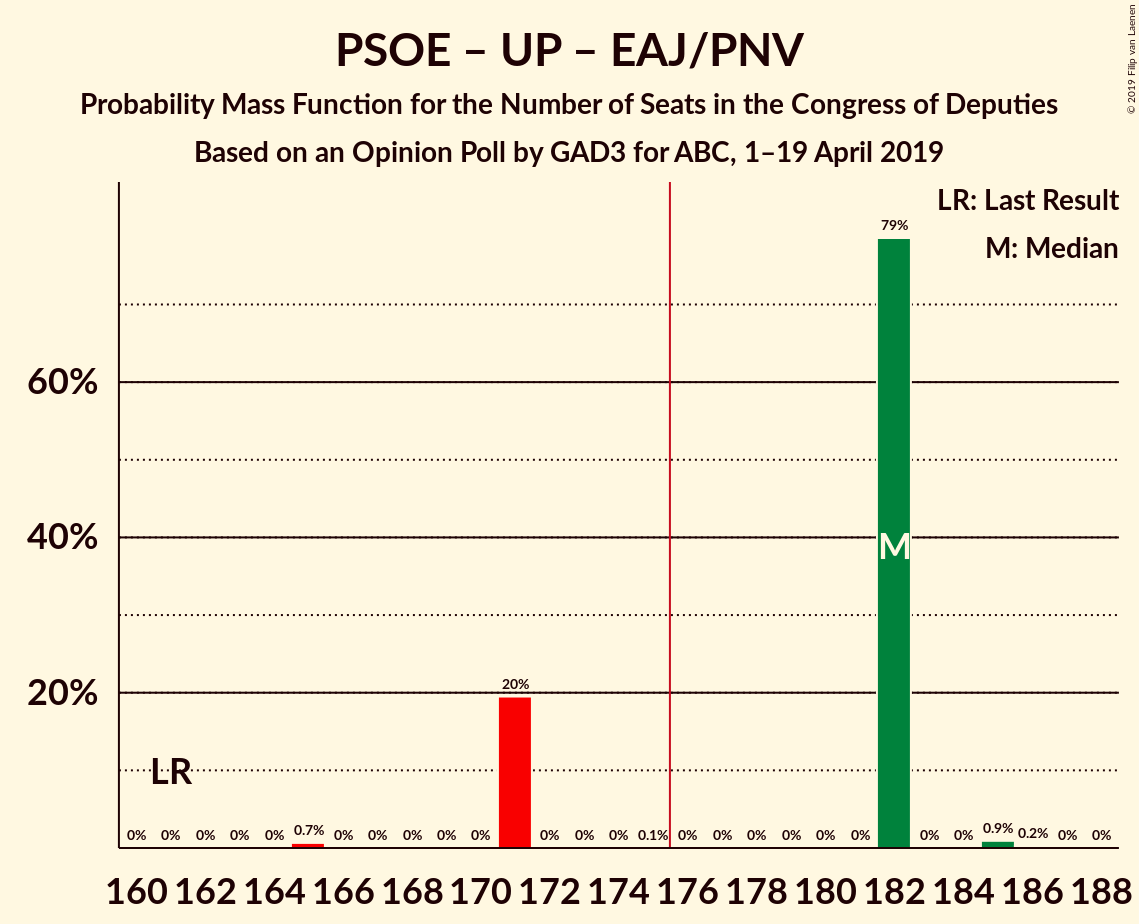 PSOE – UP – EAJ/PNV
Probability Mass Function for the Number of Seats in the Congress of Deputies
Based on an Opinion Poll by GAD3 for ABC, 1–19 April 2019
© 2019 Filip van Laenen
LR: Last Result
M: Median
79%
60%
40%
M
20%
20%
LR
0% 0% 0% 0% 0% 0.7% 0% 0% 0% 0% 0% 0% 0% 0% 0.1% 0% 0% 0% 0% 0% 0% 0% 0% 0.9% 0.2% 0% 0%
160 162 164 166 168 170 172 174 176 178 180 182 184 186 188